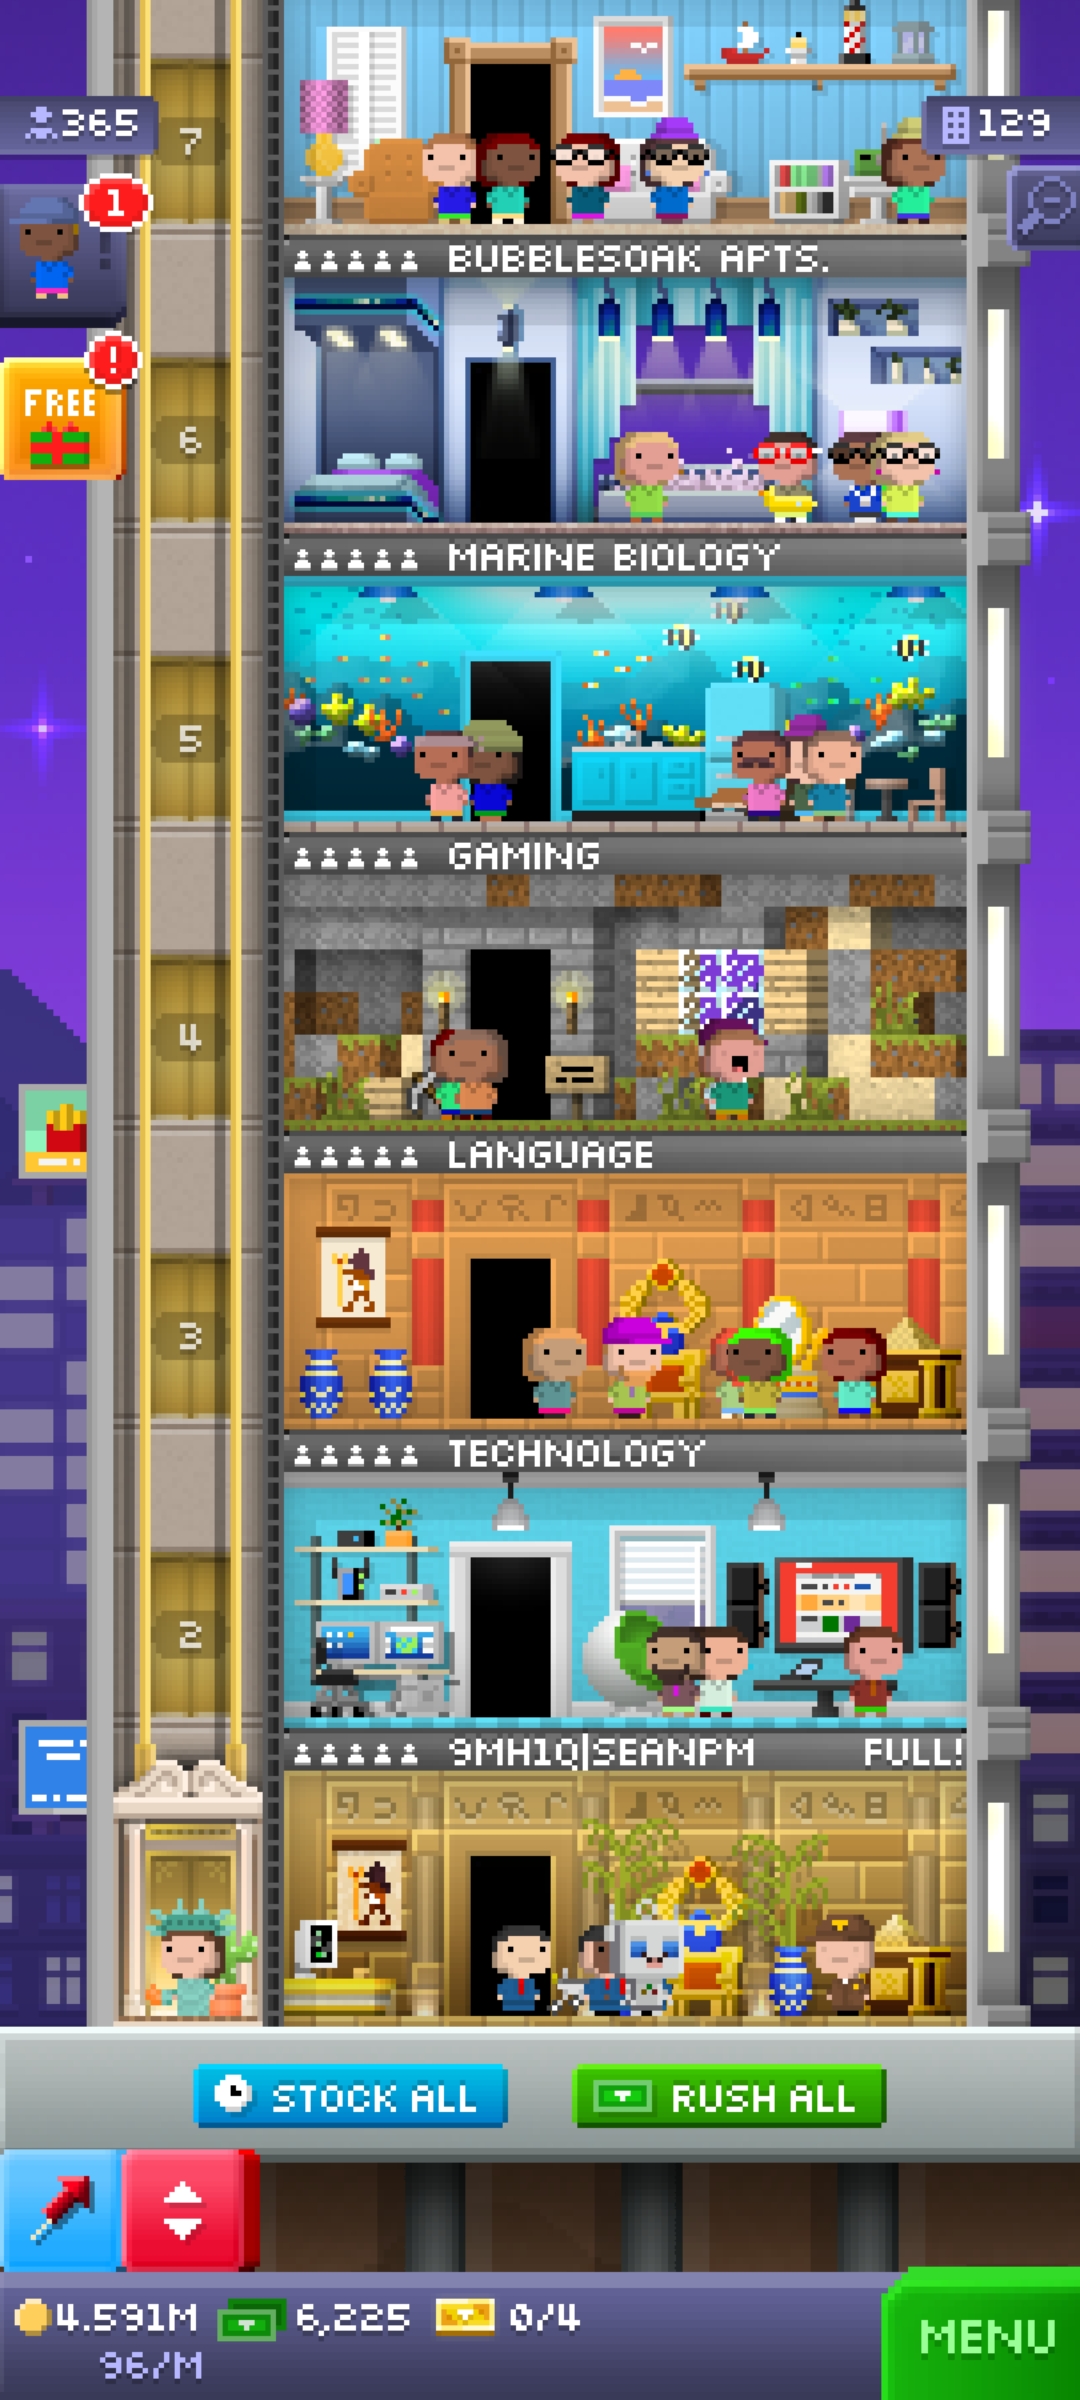 365
129
7
1
BUBBLESOAK APTS.
FREE
!
6
MARINE BIOLOGY
5
GAMING
4
LANGUAGE
3
TECHNOLOGY
2
9MH1Q|SEANPM FULL!
STOCK ALL
RUSH ALL
4.591M 6,225 0/4
96/M
MENU